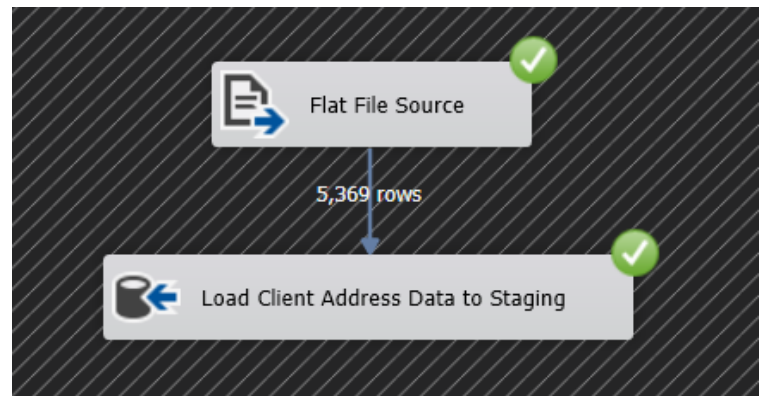 Flat File Source
5,369 rows
Load Client Address Data to Staging